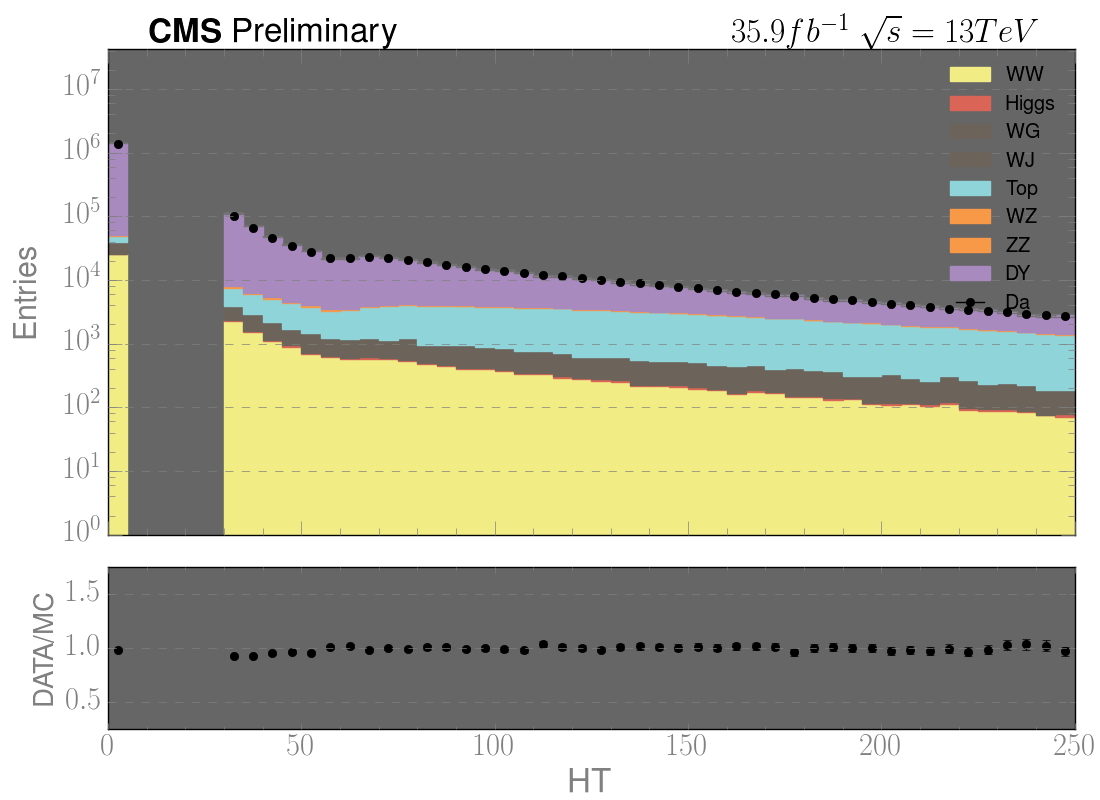 CMS Preliminary 35.9fb⁻¹ √s = 13TeV
Entries
10⁷
10⁶
10⁵
10⁴
10³
10²
10¹
10⁰
WW
Higgs
WG
WJ
Top
WZ
ZZ
DY
Da
DATA/MC
1.5
1.0
0.5
0 50 100 150 200 250
HT